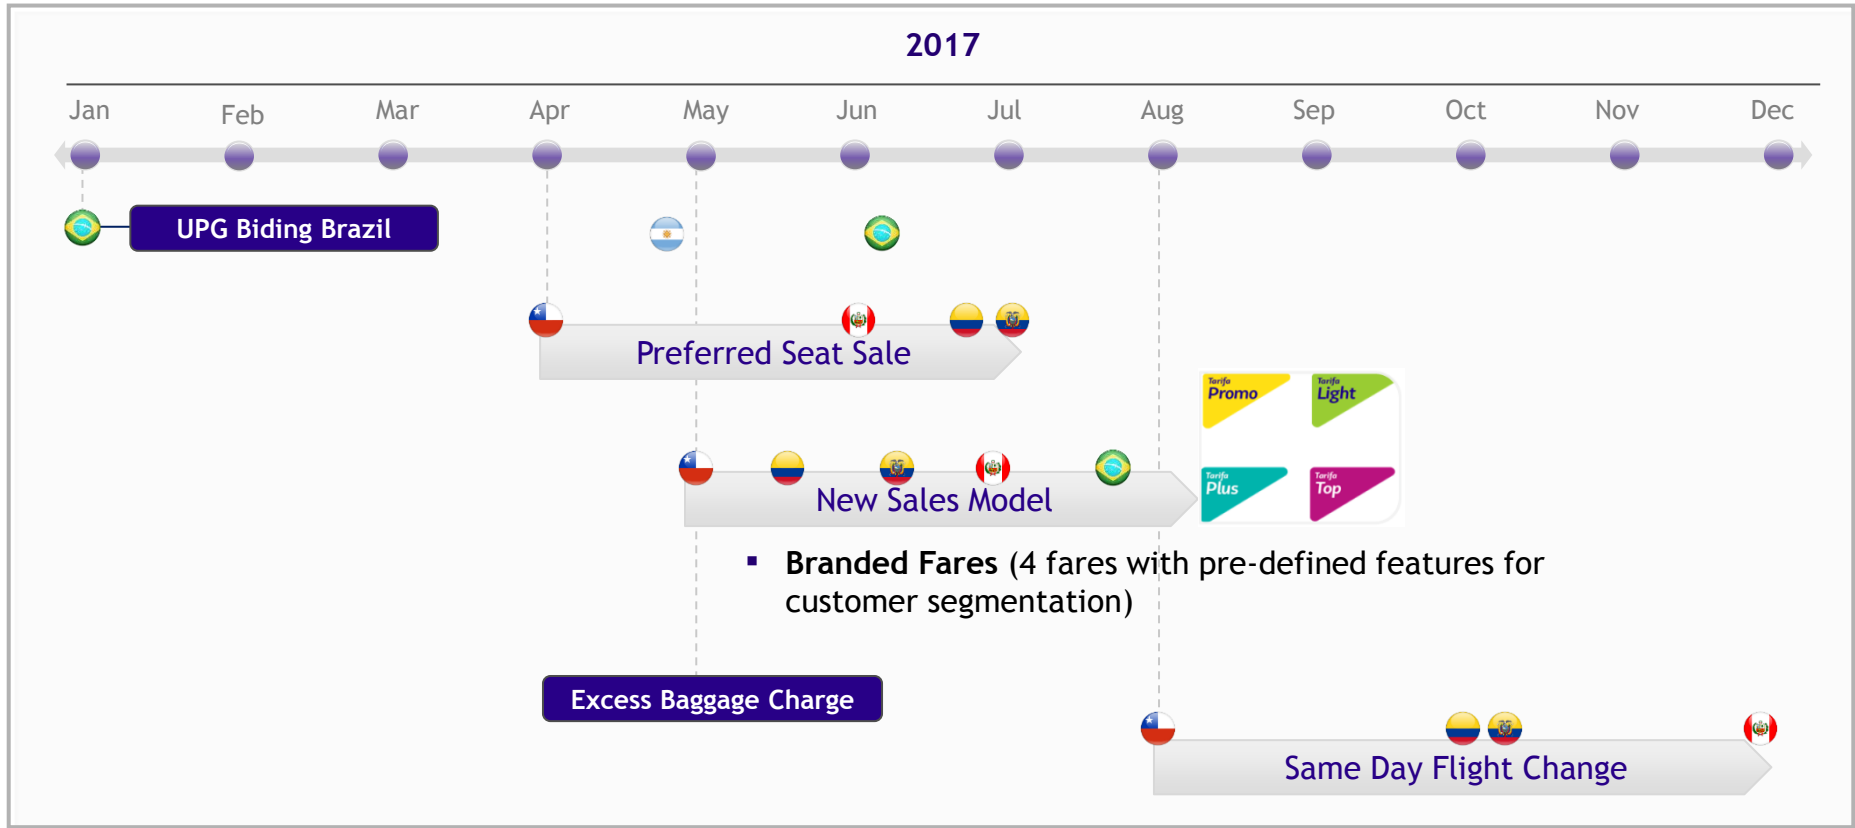 2017
Jan
Feb
Mar
Apr
May
Jun
Jul
Aug
Sep
Oct
Nov
Dec
UPG Biding Brazil
Preferred Seat Sale
Tarifa
Promo
Tarifa
Light
Tarifa
Plus
Tarifa
Top
New Sales Model
▪ Branded Fares (4 fares with pre-defined features for
customer segmentation)
Excess Baggage Charge
Same Day Flight Change